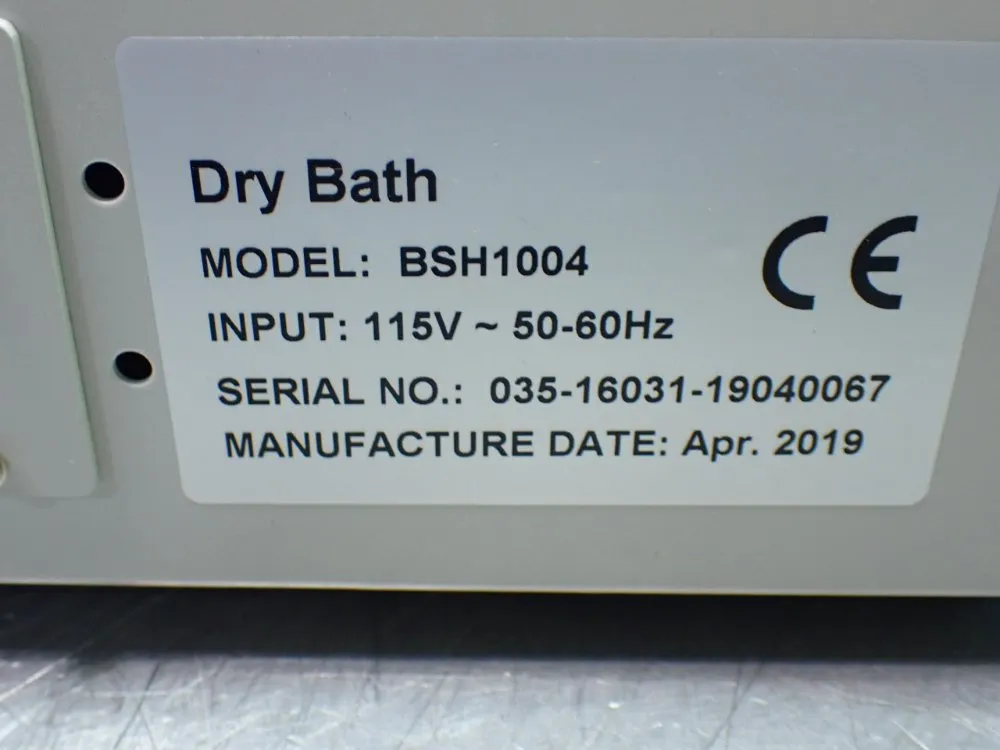 Dry Bath
MODEL: BSH1004
CE
INPUT: 115V ~ 50-60Hz
SERIAL NO.: 035-16031-19040067
MANUFACTURE DATE: Apr. 2019